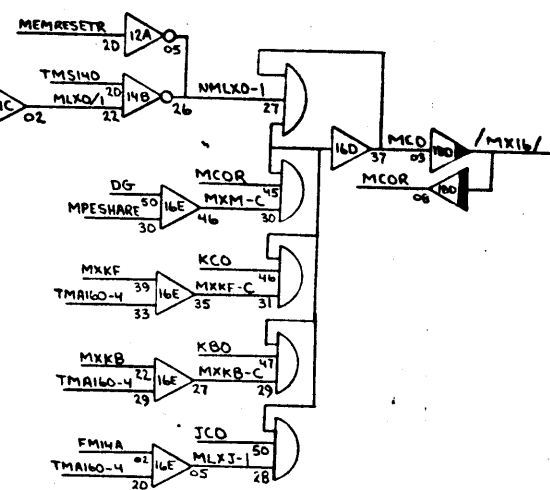 MEMRESETR
20
12A
05
TMS140
20
1C
02
MLX0/1
22
14B
26
NMLX0-1
27
16D
37
MCO
03
18D
/MX16/
MCOR
08
18D
MCOR
45
DG
50
MPESHARE
30
16E
46
MXM-C
30
KCO
46
MXKF
39
TMA160-4
33
16E
35
MXKF-C
31
KBO
47
MXKB
22
TMA160-4
29
16E
27
MXKB-C
29
JCO
50
FM14A
02
TMA160-4
20
16E
05
MLXJ-1
28